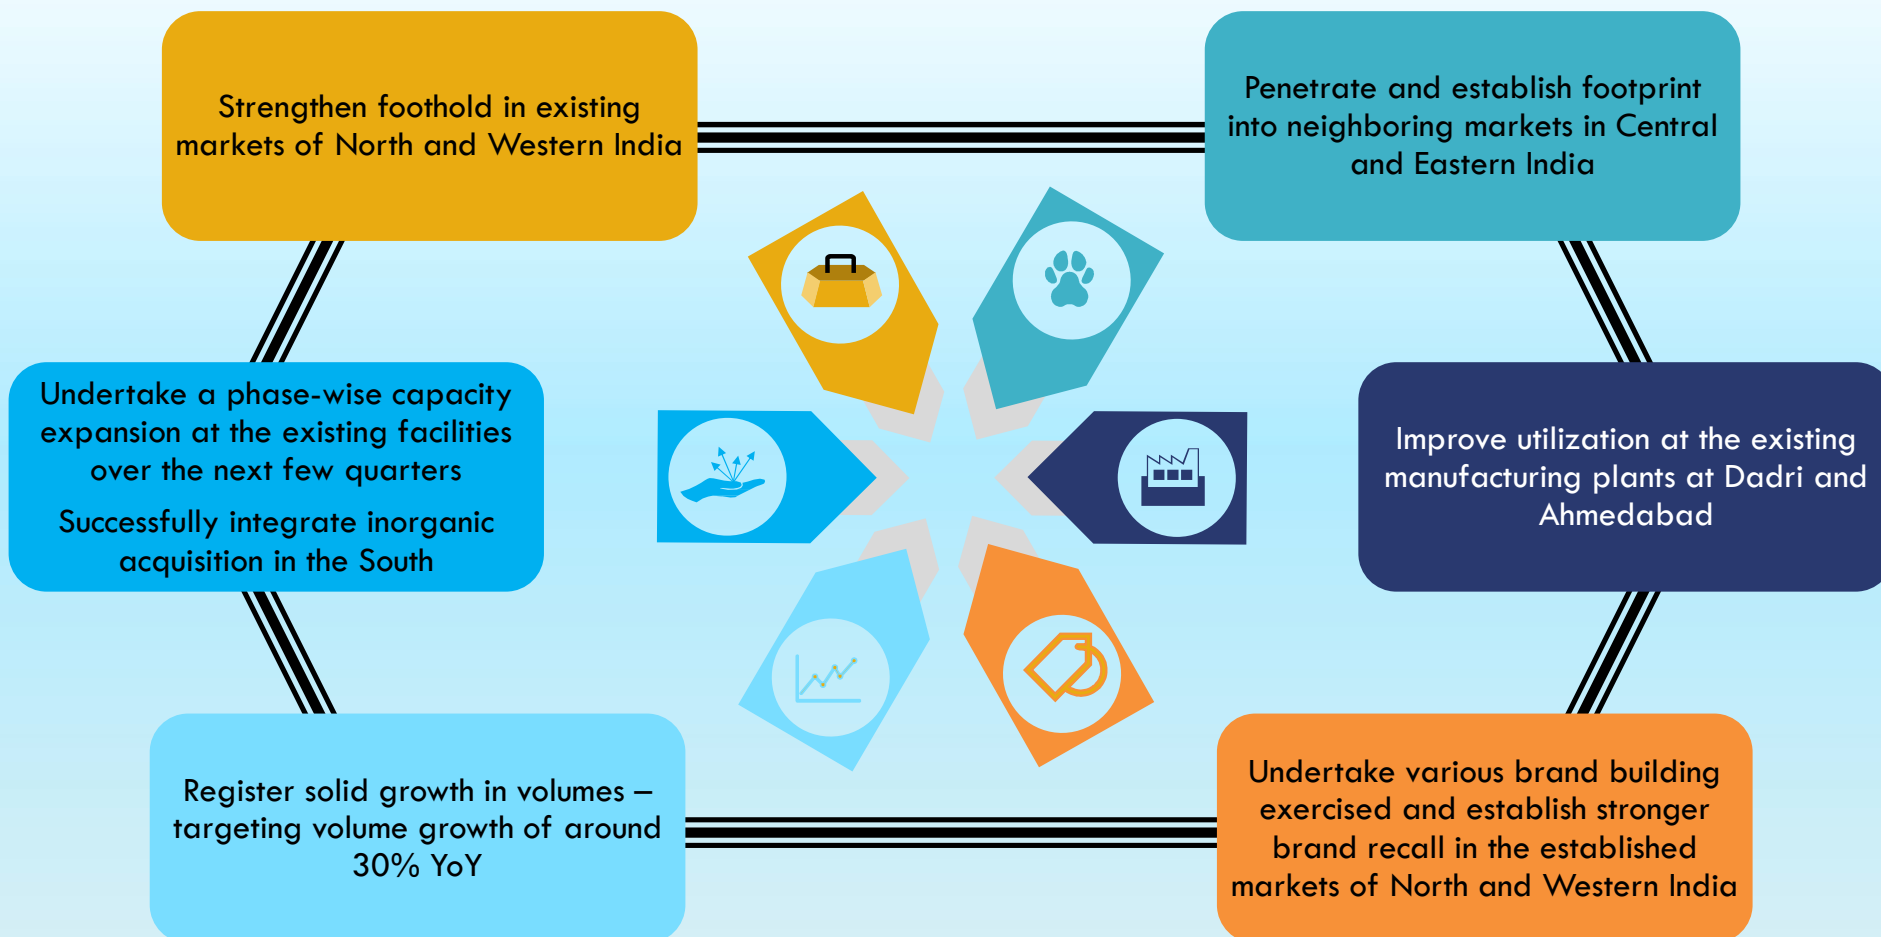 Strengthen foothold in existing
markets of North and Western India
Penetrate and establish footprint
into neighboring markets in Central
and Eastern India
Undertake a phase-wise capacity
expansion at the existing facilities
over the next few quarters
Successfully integrate inorganic
acquisition in the South
Improve utilization at the existing
manufacturing plants at Dadri and
Ahmedabad
Register solid growth in volumes –
targeting volume growth of around
30% YoY
Undertake various brand building
exercised and establish stronger
brand recall in the established
markets of North and Western India